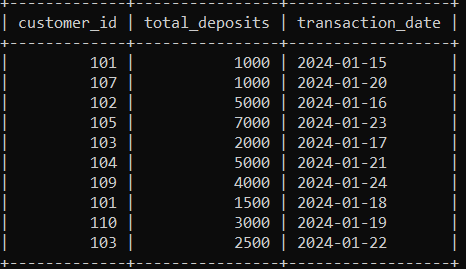 +-------------+----------------+------------------+
| customer_id | total_deposits | transaction_date |
+-------------+----------------+------------------+
|         101 |           1000 | 2024-01-15       |
|         107 |           1000 | 2024-01-20       |
|         102 |           5000 | 2024-01-16       |
|         105 |           7000 | 2024-01-23       |
|         103 |           2000 | 2024-01-17       |
|         104 |           5000 | 2024-01-21       |
|         109 |           4000 | 2024-01-24       |
|         101 |           1500 | 2024-01-18       |
|         110 |           3000 | 2024-01-19       |
|         103 |           2500 | 2024-01-22       |
+-------------+----------------+------------------+